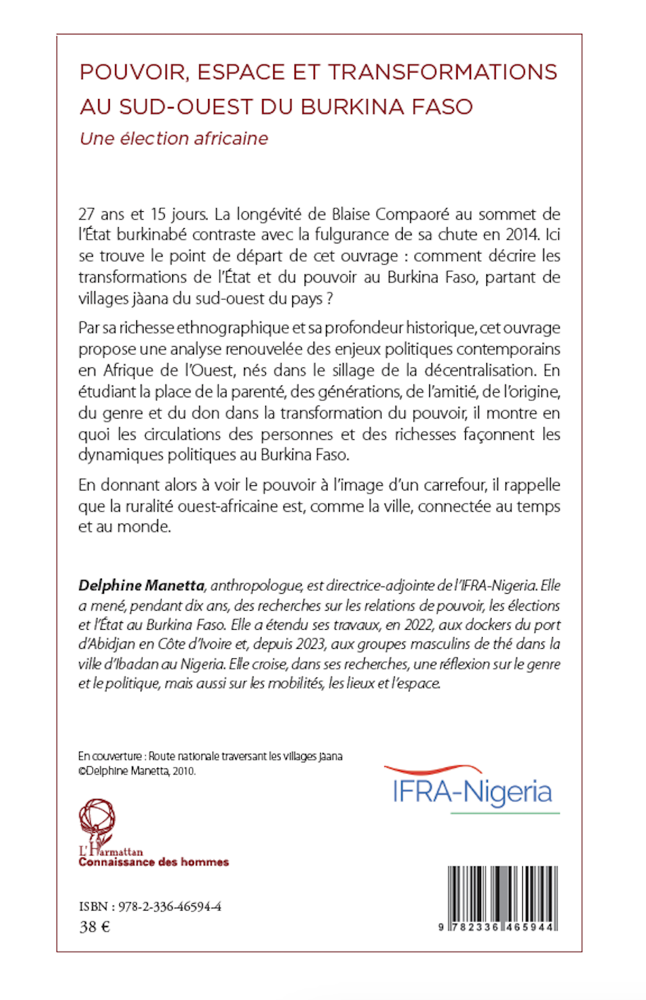 POUVOIR, ESPACE ET TRANSFORMATIONS
AU SUD-OUEST DU BURKINA FASO
Une élection africaine
27 ans et 15 jours. La longévité de Blaise Compaoré au sommet de
l'État burkinabé contraste avec la fulgurance de sa chute en 2014. Ici
se trouve le point de départ de cet ouvrage : comment décrire les
transformations de l'État et du pouvoir au Burkina Faso, partant de
villages jàana du sud-ouest du pays ?
Par sa richesse ethnographique et sa profondeur historique, cet ouvrage
propose une analyse renouvelée des enjeux politiques contemporains
en Afrique de l'Ouest, nés dans le sillage de la décentralisation. En
étudiant la place de la parenté, des générations, de l'amitié, de l'origine,
du genre et du don dans la transformation du pouvoir, il montre en
quoi les circulations des personnes et des richesses façonnent les
dynamiques politiques au Burkina Faso.
En donnant alors à voir le pouvoir à l'image d'un carrefour, il rappelle
que la ruralité ouest-africaine est, comme la ville, connectée au temps
et au monde.
Delphine Manetta, anthropologue, est directrice-adjointe de l'IFRA-Nigeria. Elle
a mené, pendant dix ans, des recherches sur les relations de pouvoir, les élections
et l'État au Burkina Faso. Elle a étendu ses travaux, en 2022, aux dockers du port
d'Abidjan en Côte d'Ivoire et, depuis 2023, aux groupes masculins de thé dans la
ville d'Ibadan au Nigeria. Elle croise, dans ses recherches, une réflexion sur le genre
et le politique, mais aussi sur les mobilités, les lieux et l'espace.
En couverture : Route nationale traversant les villages jàana
©Delphine Manetta, 2010.
IFRA-Nigeria
L'Harmattan
Connaissance des hommes
ISBN : 978-2-336-46594-4
38 €
9 782336 465944